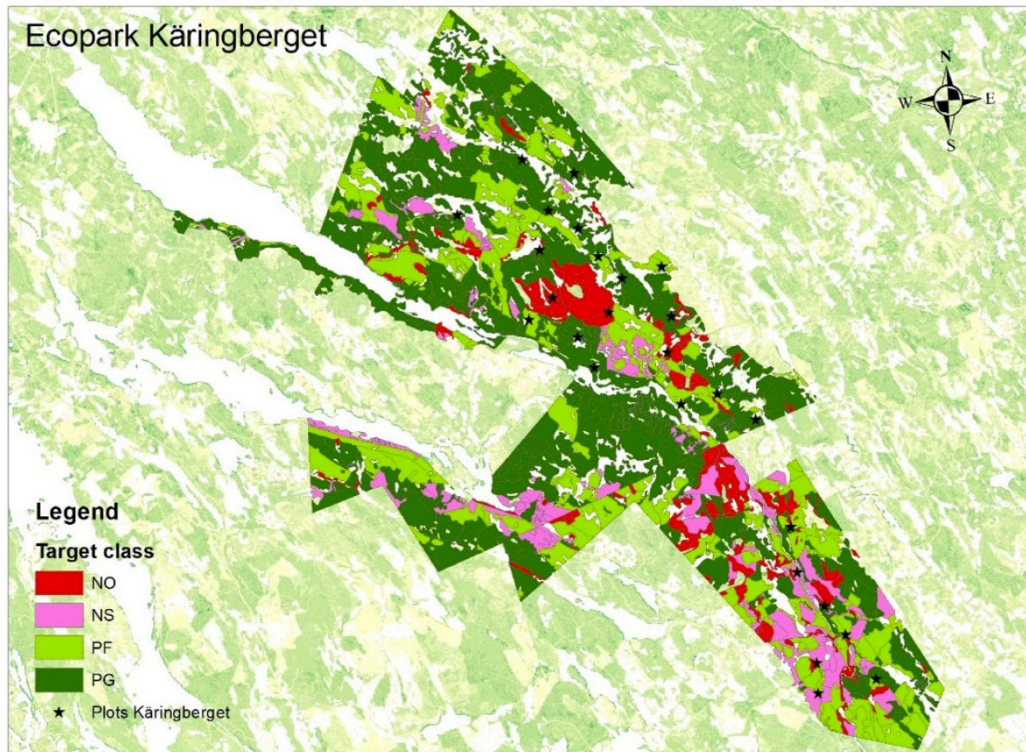 Ecopark Käringberget
N
W E
S
Legend
Target class
NO
NS
PF
PG
Plots Käringberget